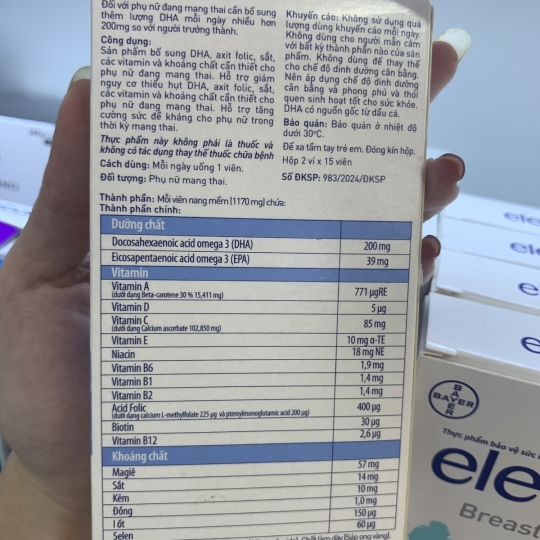 Đối với phụ nữ đang mang thai cần bổ sung
thêm lượng DHA mỗi ngày nhiều hơn
200mg so với người trưởng thành.
Công dụng:
Sản phẩm bổ sung DHA, axit folic, sắt,
các vitamin và khoáng chất cần thiết cho
phụ nữ đang mang thai. Hỗ trợ giảm
nguy cơ thiếu hụt DHA, axit folic, sắt,
các vitamin và khoáng chất cần thiết cho
phụ nữ đang mang thai. Hỗ trợ tăng
cường sức đề kháng cho phụ nữ trong
thời kỳ mang thai.
Thực phẩm này không phải là thuốc và
không có tác dụng thay thế thuốc chữa bệnh
Cách dùng: Mỗi ngày uống 1 viên.
Đối tượng: Phụ nữ mang thai.
Khuyến cáo: Không sử dụng quá
lượng dùng khuyến cáo mỗi ngày.
Không dùng cho người mẫn cảm
với bất kỳ thành phần nào của sản
phẩm. Không dùng để thay thế
cho chế độ dinh dưỡng cân bằng.
Nên áp dụng chế độ dinh dưỡng
cân bằng và phong phú và thói
quen sinh hoạt tốt cho sức khỏe.
DHA có nguồn gốc từ dầu cá.
Bảo quản: Bảo quản ở nhiệt độ
dưới 30°C.
Để xa tầm tay trẻ em. Đóng kín hộp.
Hộp 2 vỉ x 15 viên
Số ĐKSP: 983/2024/ĐKSP
Thành phần: Mỗi viên nang mềm (1170 mg) chứa:
Thành phần chính:
Dưỡng chất
Docosahexaenoic acid omega 3 (DHA) 200 mg
Eicosapentaenoic acid omega 3 (EPA) 39 mg
Vitamin
Vitamin A 771 µgRE
(dưới dạng Beta-carotene 30 % 15,411 mg)
Vitamin D 5 µg
Vitamin C 85 mg
(dưới dạng Calcium ascorbate 102,850 mg)
Vitamin E 10 mg α-TE
Niacin 18 mg NE
Vitamin B6 1,9 mg
Vitamin B1 1,4 mg
Vitamin B2 1,4 mg
Acid Folic 400 µg
(dưới dạng calcium L-methylfolate 225 µg và pteroylmonoglutamic acid 200 µg)
Biotin 30 µg
Vitamin B12 2,6 µg
Khoáng chất
Magiê 57 mg
Sắt 14 mg
Kẽm 10 mg
Đồng 1,0 mg
I ốt 150 µg
Selen 60 µg
Chất làm dày (Sáp ong vàng),
ele
ele
e
BAYER
BAYER
Thực phẩm bảo vệ sức
ele
Breast